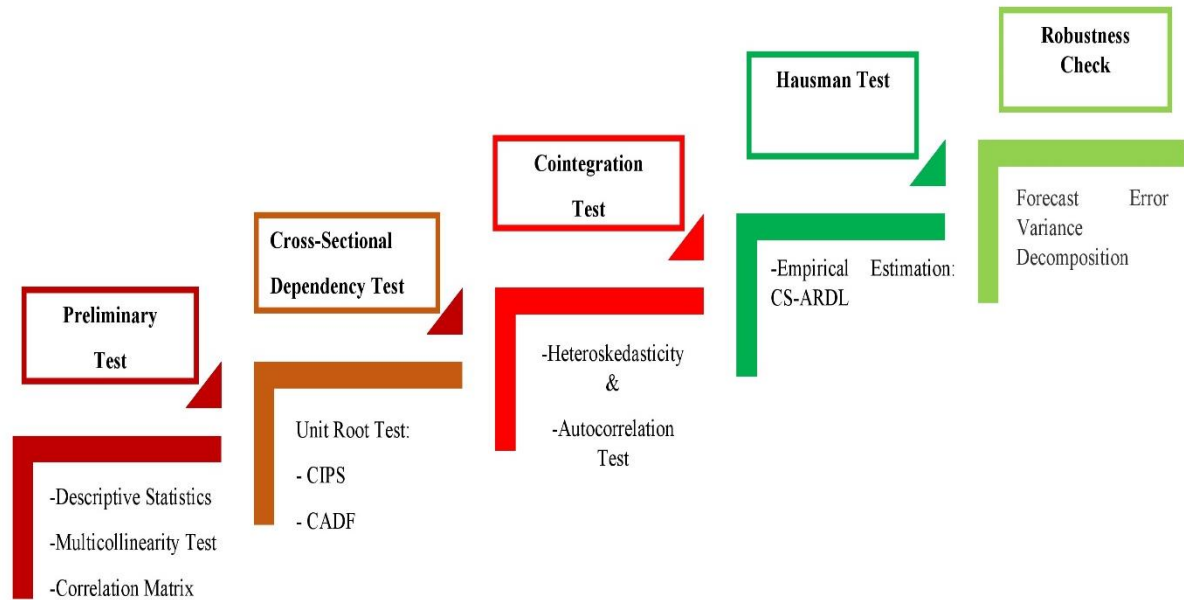 Preliminary
Test
-Descriptive Statistics
-Multicollinearity Test
-Correlation Matrix
Cross-Sectional
Dependency Test
Unit Root Test:
- CIPS
- CADF
Cointegration
Test
-Heteroskedasticity
&
-Autocorrelation
Test
Hausman Test
-Empirical Estimation:
CS-ARDL
Robustness
Check
Forecast Error
Variance
Decomposition